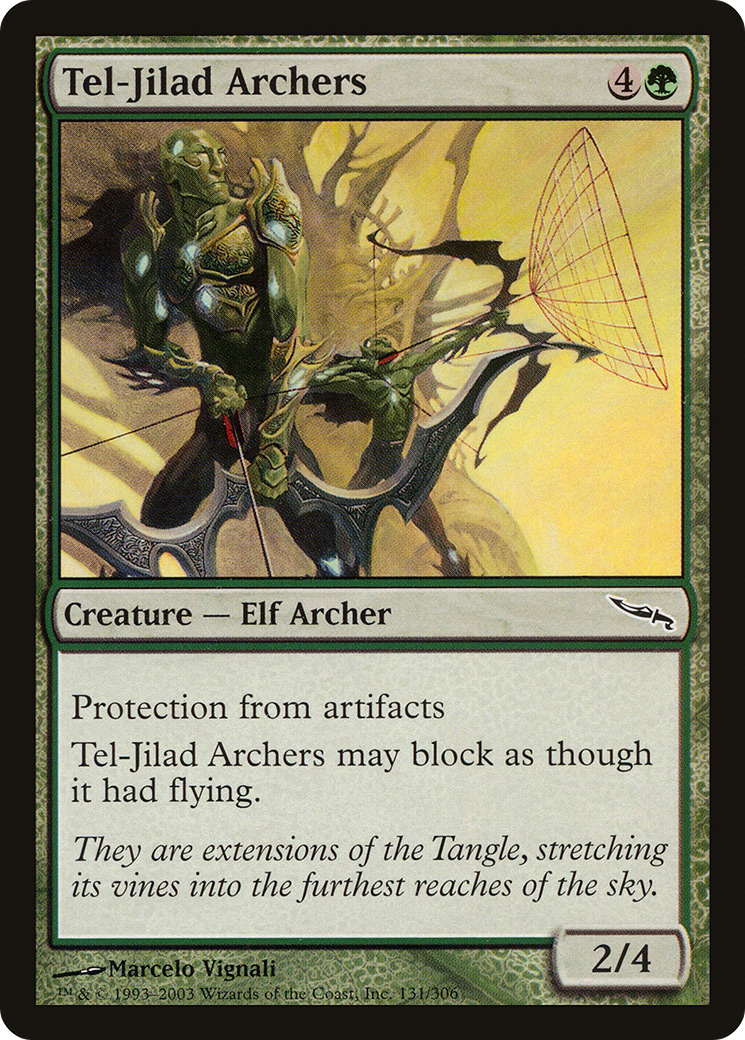 Tel-Jilad Archers 4
Creature — Elf Archer
Protection from artifacts
Tel-Jilad Archers may block as though
it had flying.
They are extensions of the Tangle, stretching
its vines into the furthest reaches of the sky.
2/4
Marcelo Vignali
™ & © 1993–2003 Wizards of the Coast, Inc. 131/306